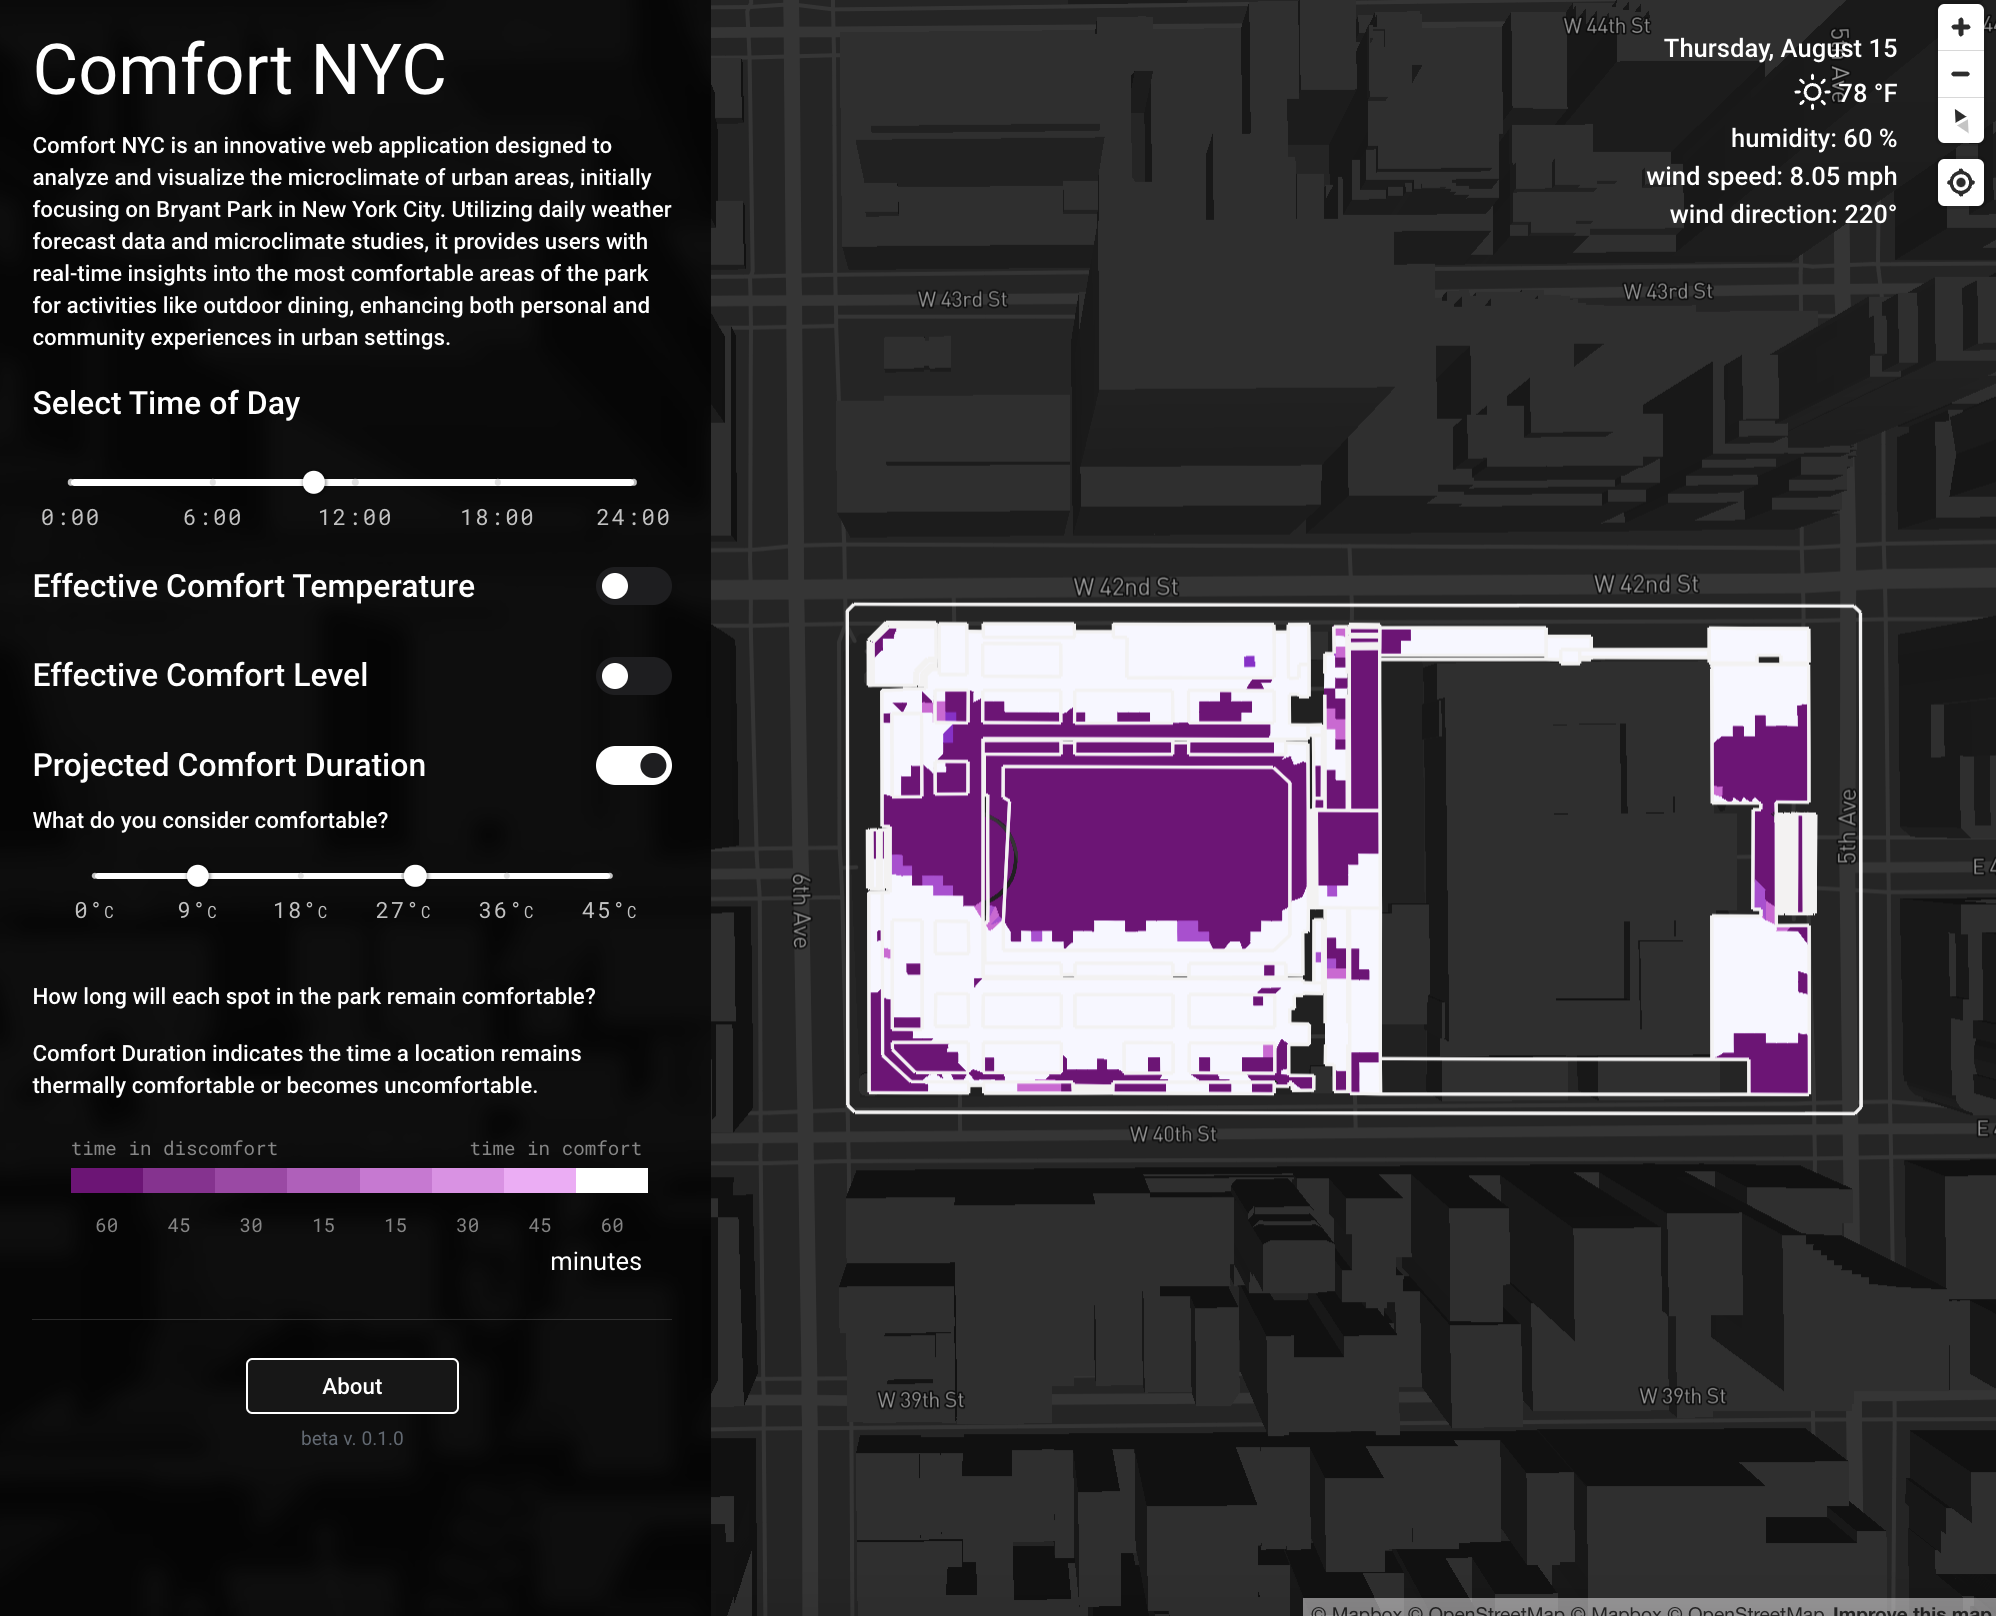 Comfort NYC
Comfort NYC is an innovative web application designed to
analyze and visualize the microclimate of urban areas, initially
focusing on Bryant Park in New York City. Utilizing daily weather
forecast data and microclimate studies, it provides users with
real-time insights into the most comfortable areas of the park
for activities like outdoor dining, enhancing both personal and
community experiences in urban settings.
Select Time of Day
0:00 6:00 12:00 18:00 24:00
Effective Comfort Temperature
Effective Comfort Level
Projected Comfort Duration
What do you consider comfortable?
0°C 9°C 18°C 27°C 36°C 45°C
How long will each spot in the park remain comfortable?
Comfort Duration indicates the time a location remains
thermally comfortable or becomes uncomfortable.
time in discomfort time in comfort
60 45 30 15 15 30 45 60
minutes
About
beta v. 0.1.0
W 44th St
5th Ave
Thursday, August 15
78 °F
humidity: 60 %
wind speed: 8.05 mph
wind direction: 220°
W 43rd St
W 43rd St
W 42nd St
W 42nd St
6th Ave
5th Ave
W 40th St
W 39th St
W 39th St
© Mapbox © OpenStreetMap © Mapbox © OpenStreetMap Improve this map